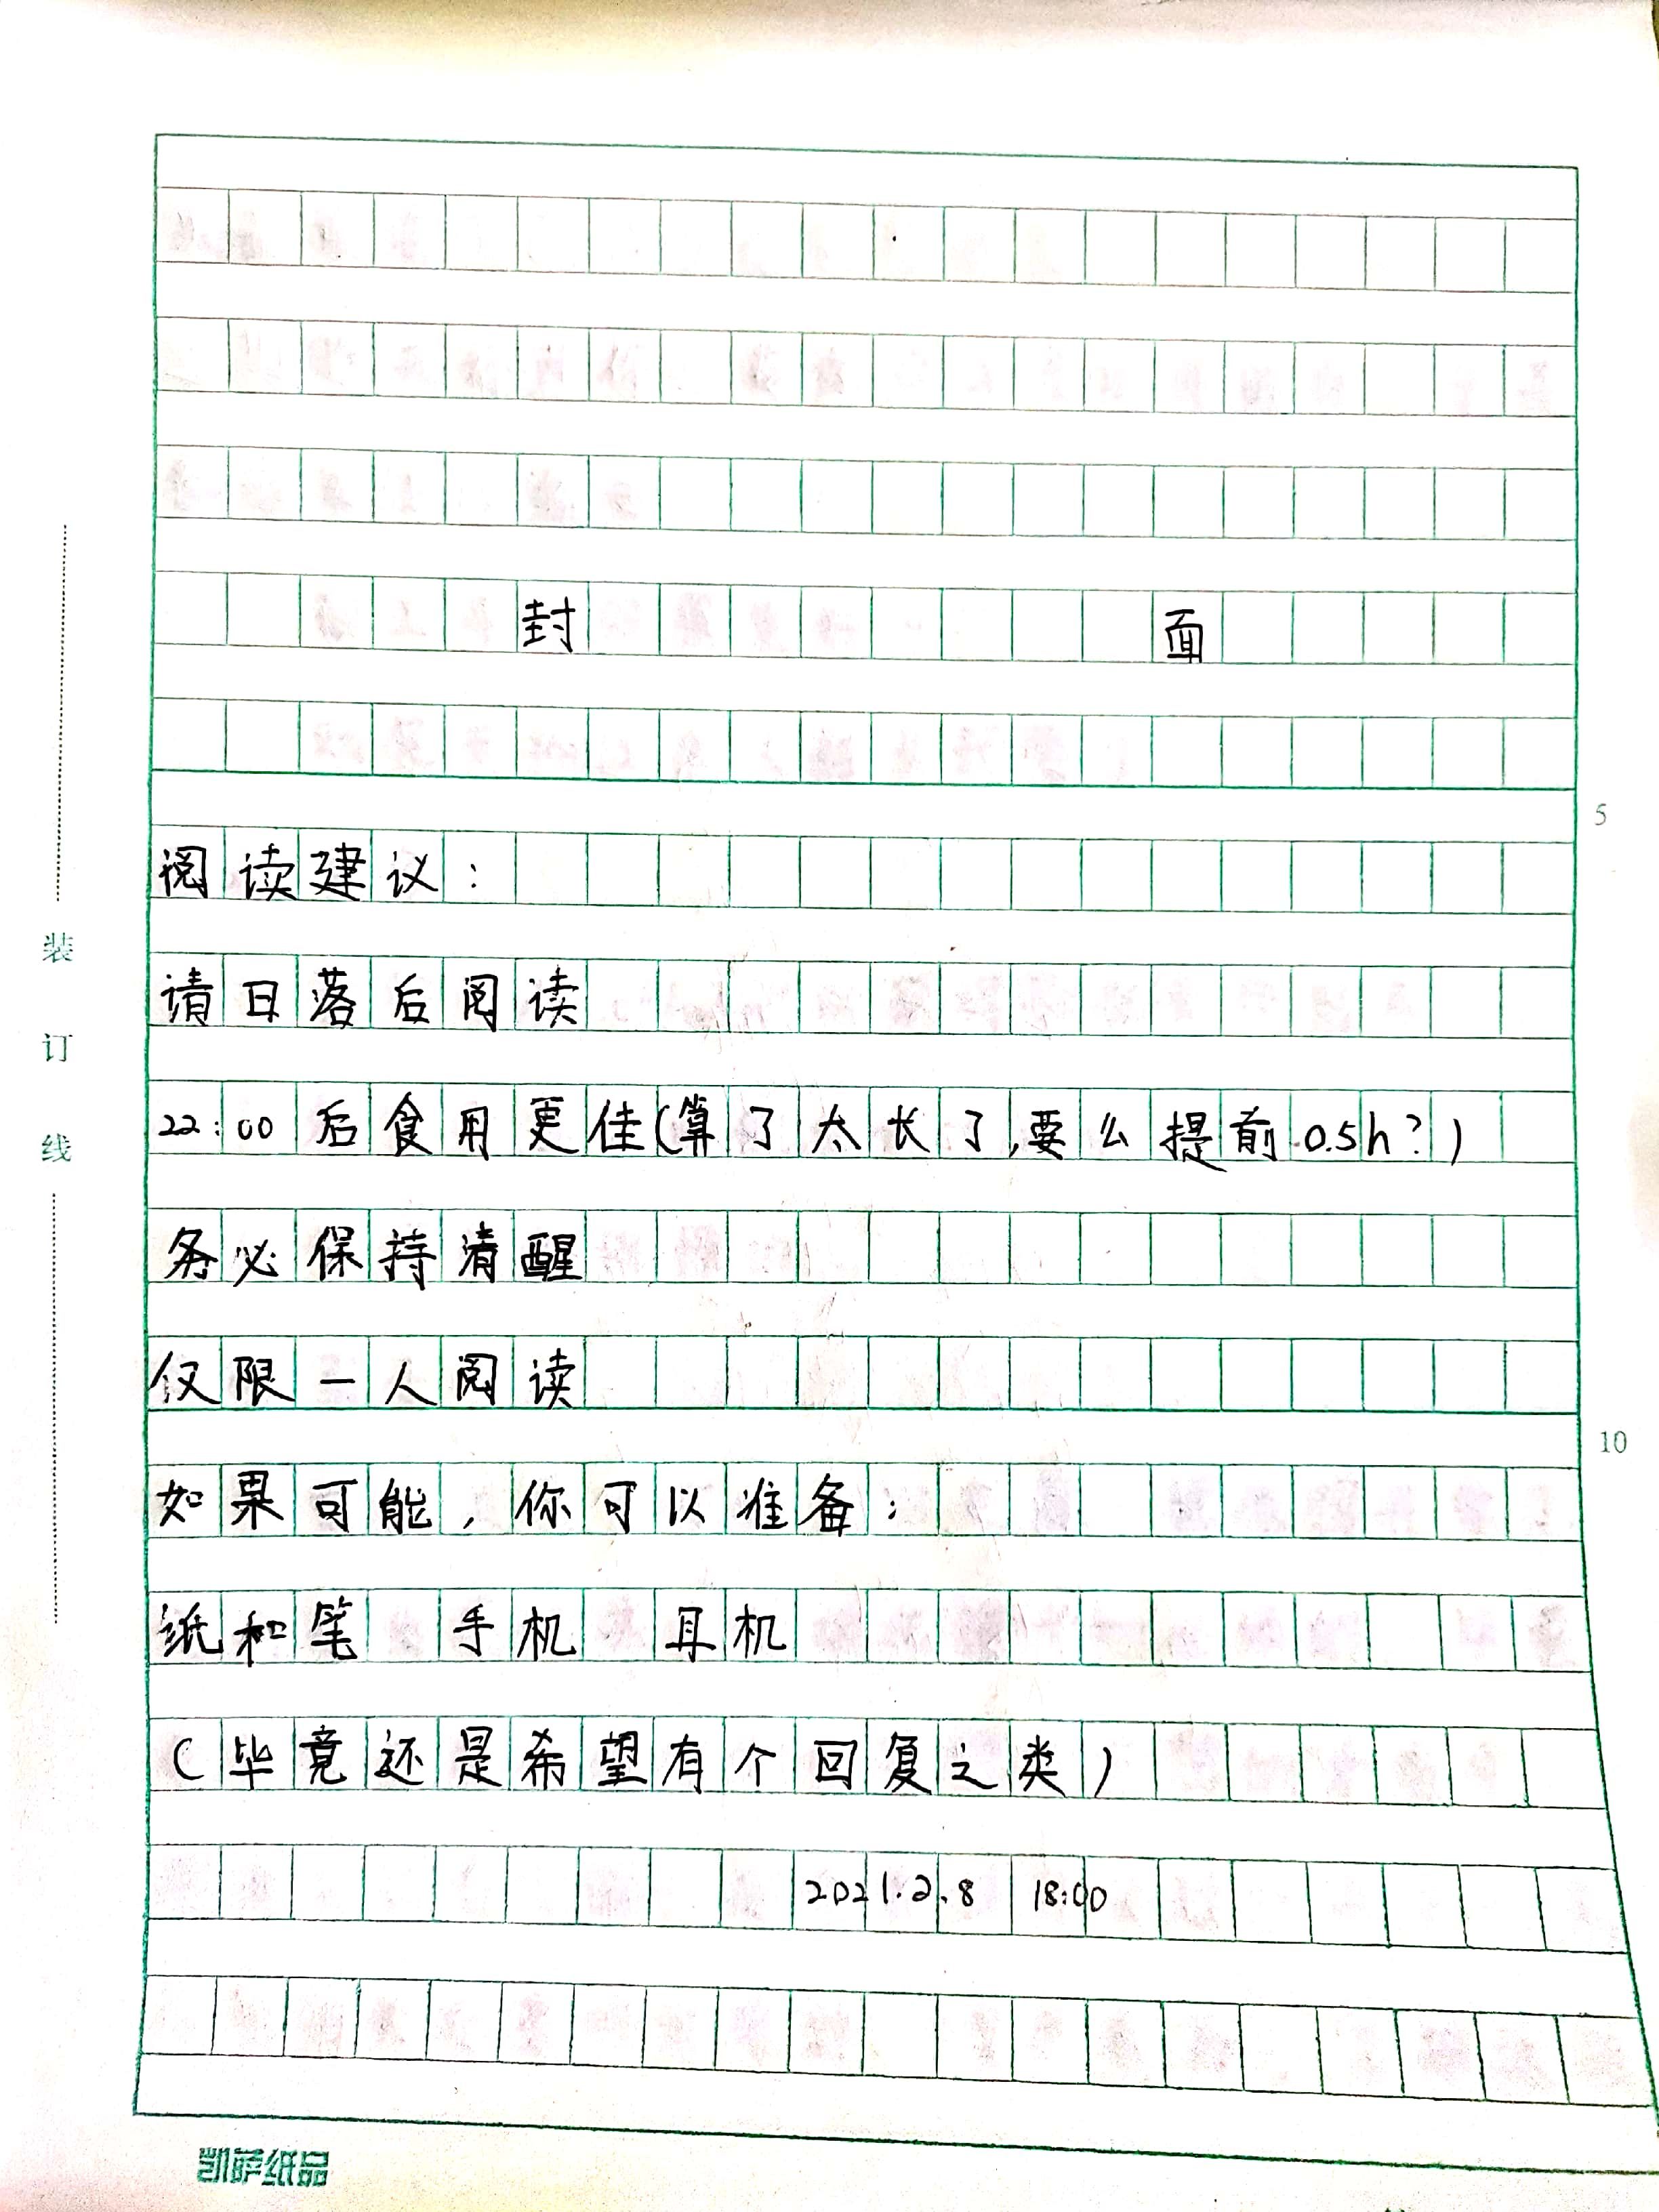 封 面
5
阅读建议:
请日落后阅读
22:00后食用更佳(算了太长了,要么提前0.5h?)
务必保持清醒
仅限一人阅读
10
如果可能,你可以准备:
纸和笔 手机 耳机
(毕竟还是希望有个回复之类)
2021.2.8 18:00
装订线
凯萨纸品